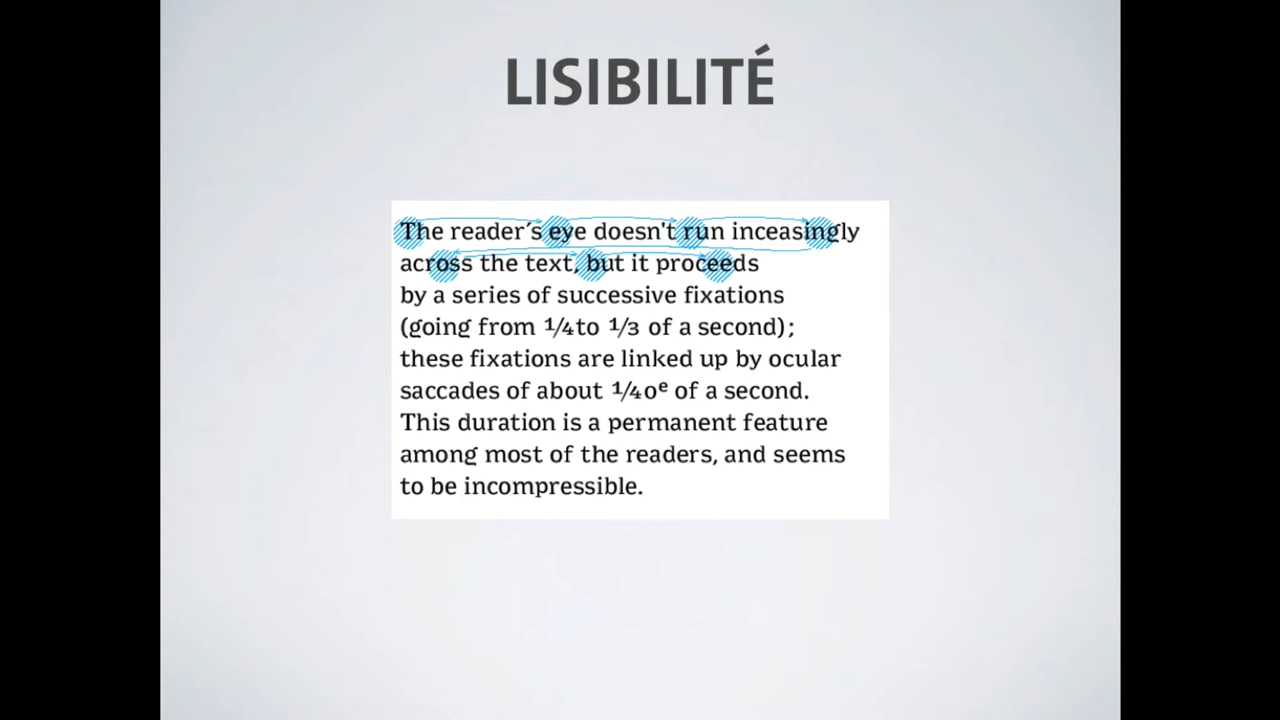 LISIBILITÉ
The reader´s eye doesn't run inceasingly
across the text, but it proceeds
by a series of successive fixations
(going from 1/4to 1/3 of a second);
these fixations are linked up by ocular
saccades of about 1/40e of a second.
This duration is a permanent feature
among most of the readers, and seems
to be incompressible.